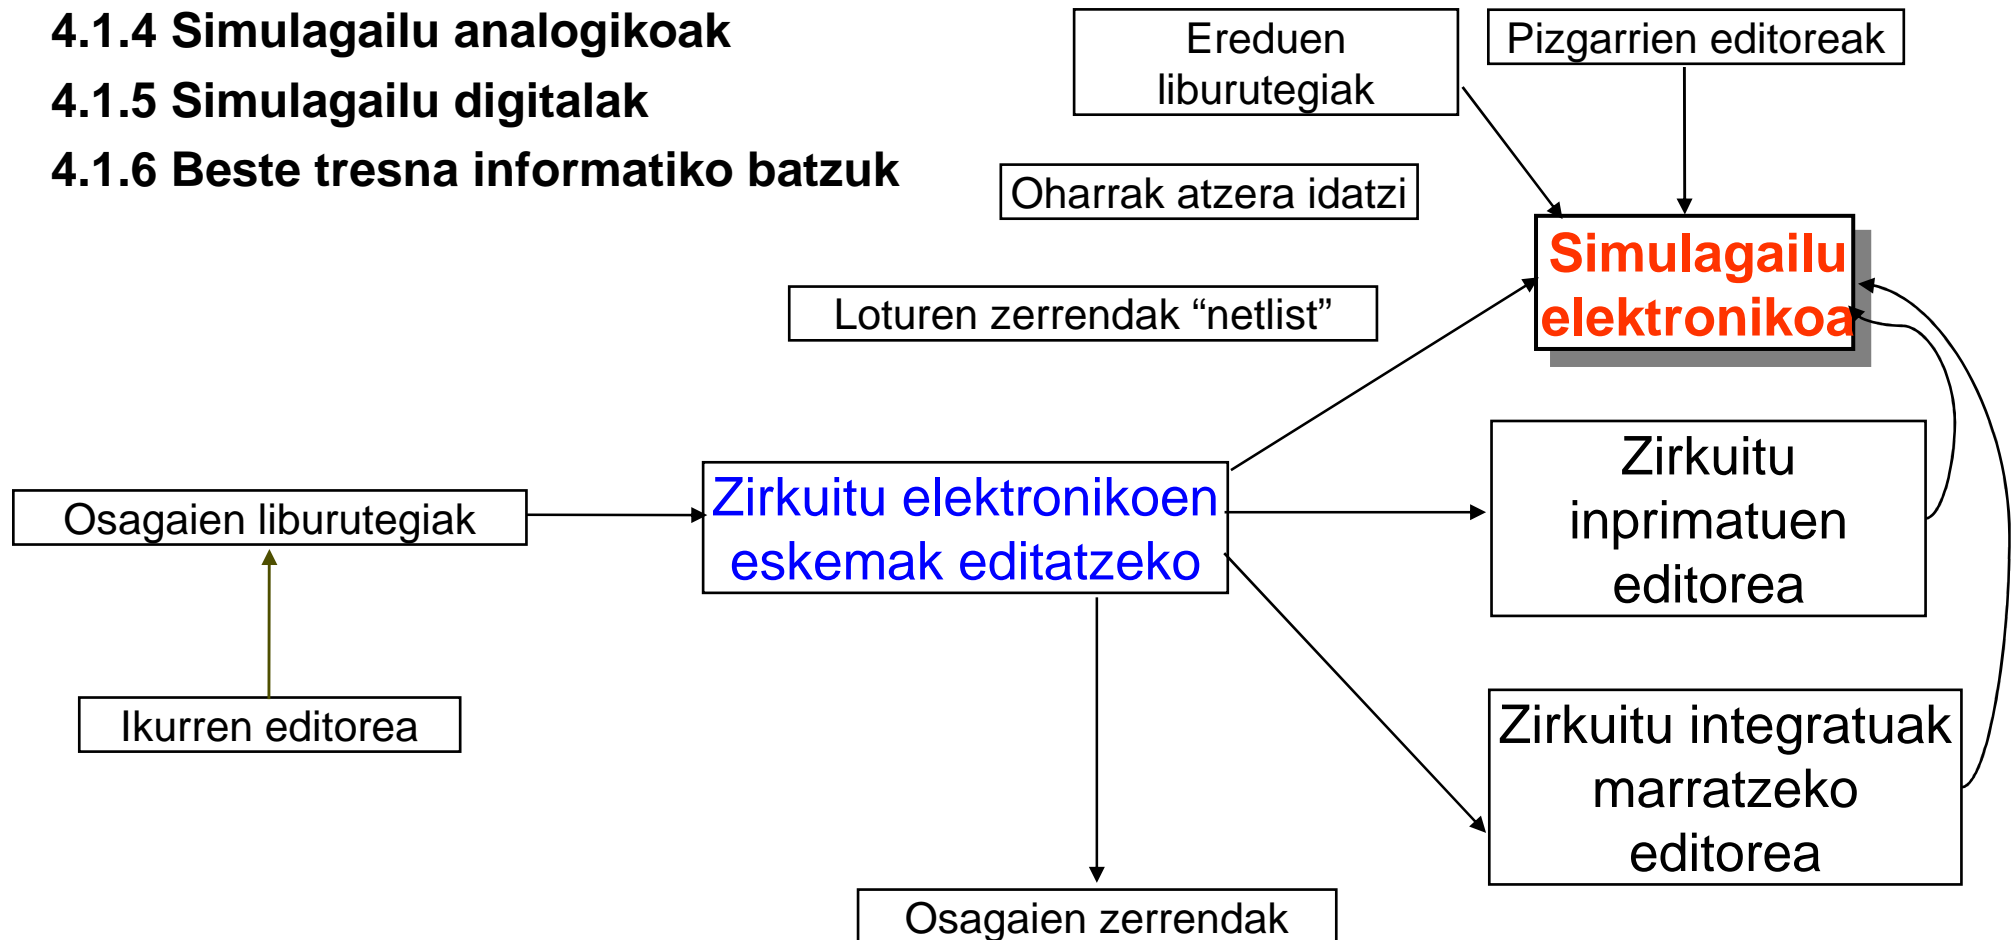 4.1.4 Simulagailu analogikoak
4.1.5 Simulagailu digitalak
4.1.6 Beste tresna informatiko batzuk
Ereduen
liburutegiak
Pizgarrien editoreak
Oharrak atzera idatzi
Simulagailu
elektronikoa
Loturen zerrendak “netlist”
Zirkuitu
inprimatuen
editorea
Osagaien liburutegiak
Zirkuitu elektronikoen
eskemak editatzeko
Ikurren editorea
Zirkuitu integratuak
marratzeko
editorea
Osagaien zerrendak